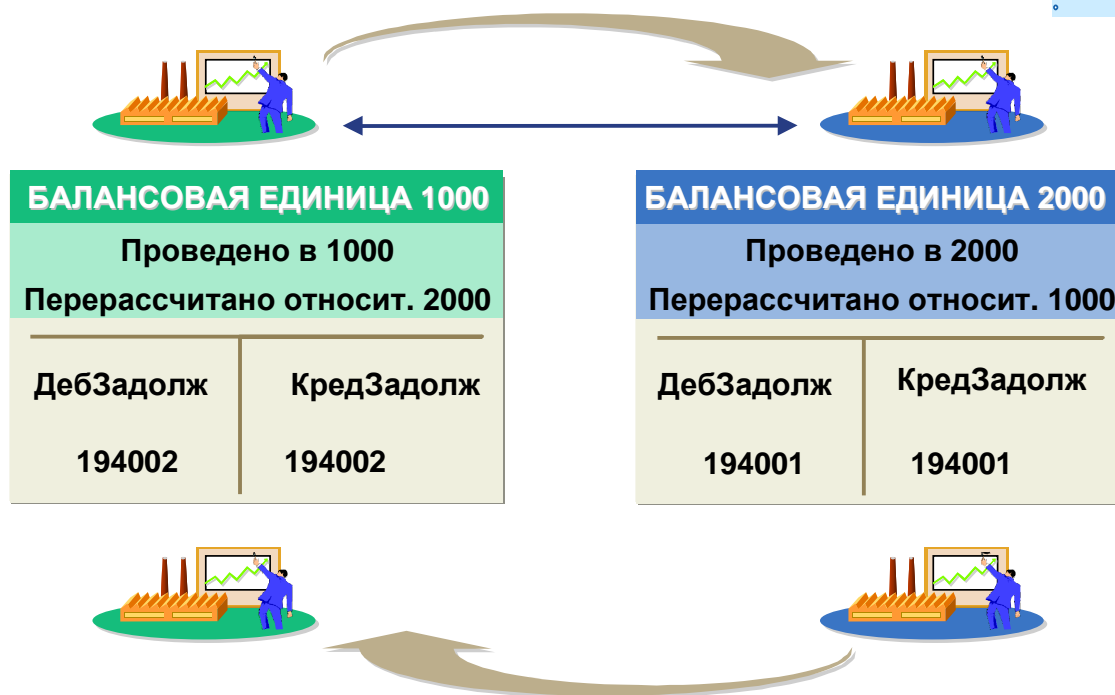 БАЛАНСОВАЯ ЕДИНИЦА 1000
Проведено в 1000
Перерассчитано относит. 2000
ДебЗадолж КредЗадолж
194002 194002
БАЛАНСОВАЯ ЕДИНИЦА 2000
Проведено в 2000
Перерассчитано относит. 1000
ДебЗадолж КредЗадолж
194001 194001